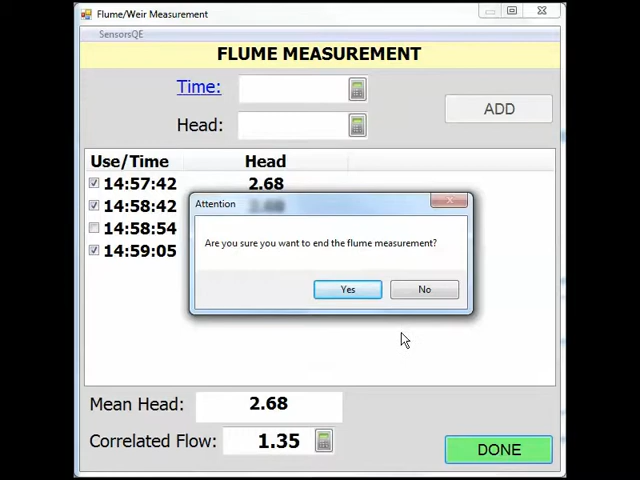 Flume/Weir Measurement
SensorsQE
FLUME MEASUREMENT
Time:
Head:
ADD
Use/Time Head
14:57:42 2.68
14:58:42 2.68
14:58:54
14:59:05
Attention
Are you sure you want to end the flume measurement?
Yes No
Mean Head: 2.68
Correlated Flow: 1.35
DONE